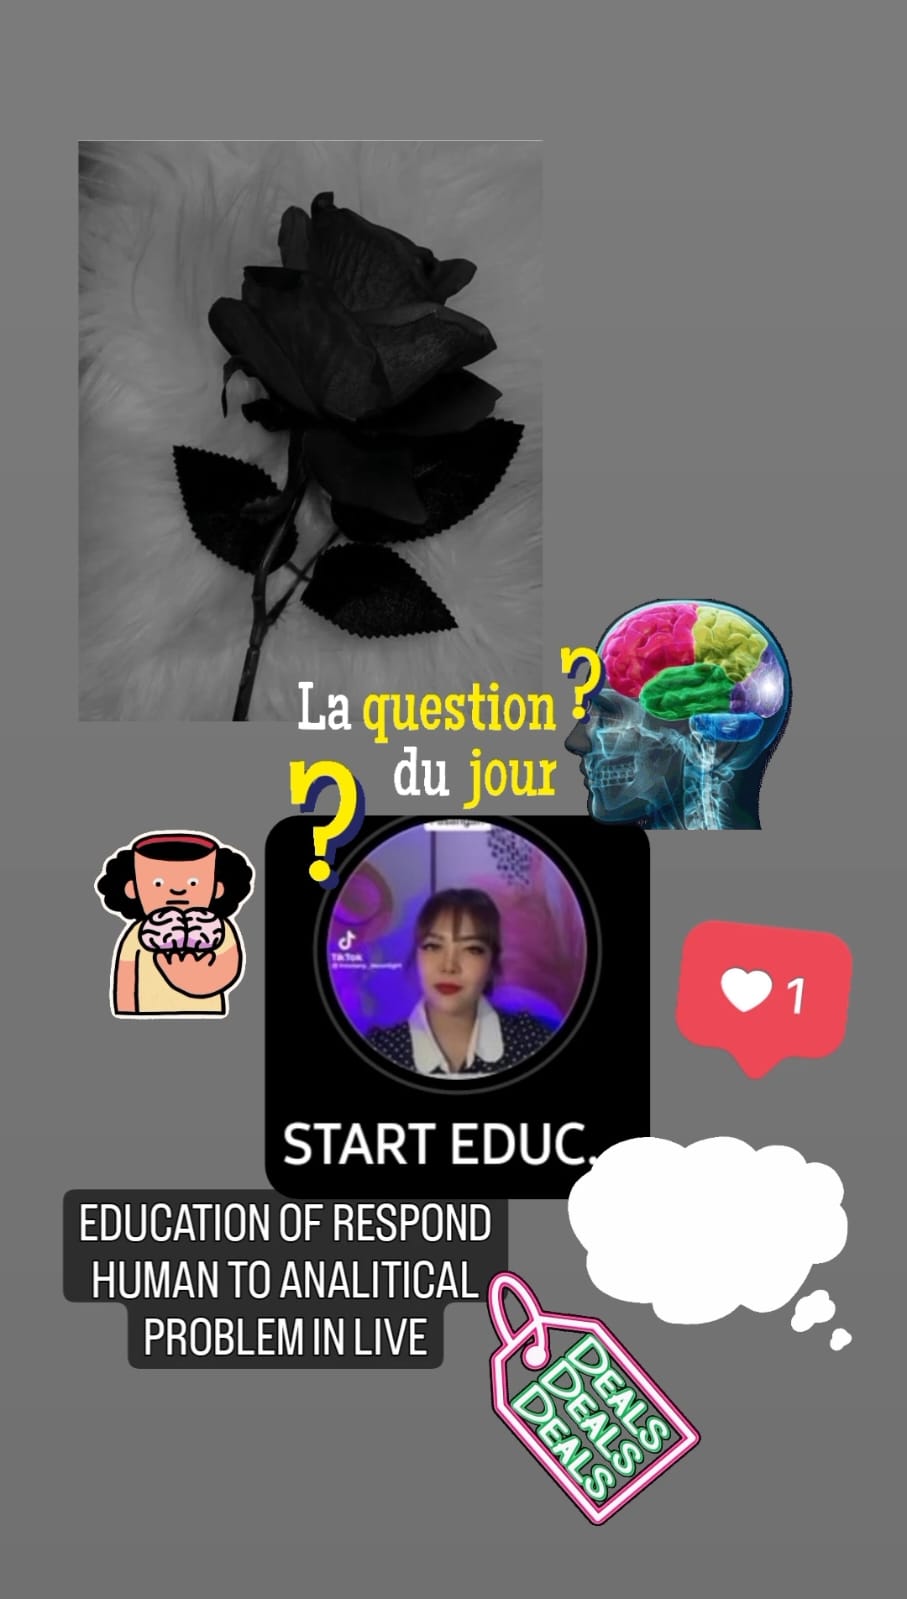 La question ?
du jour
?
TikTok
START EDUC.
1
EDUCATION OF RESPOND
HUMAN TO ANALITICAL
PROBLEM IN LIVE
DEALS
DEALS
DEALS